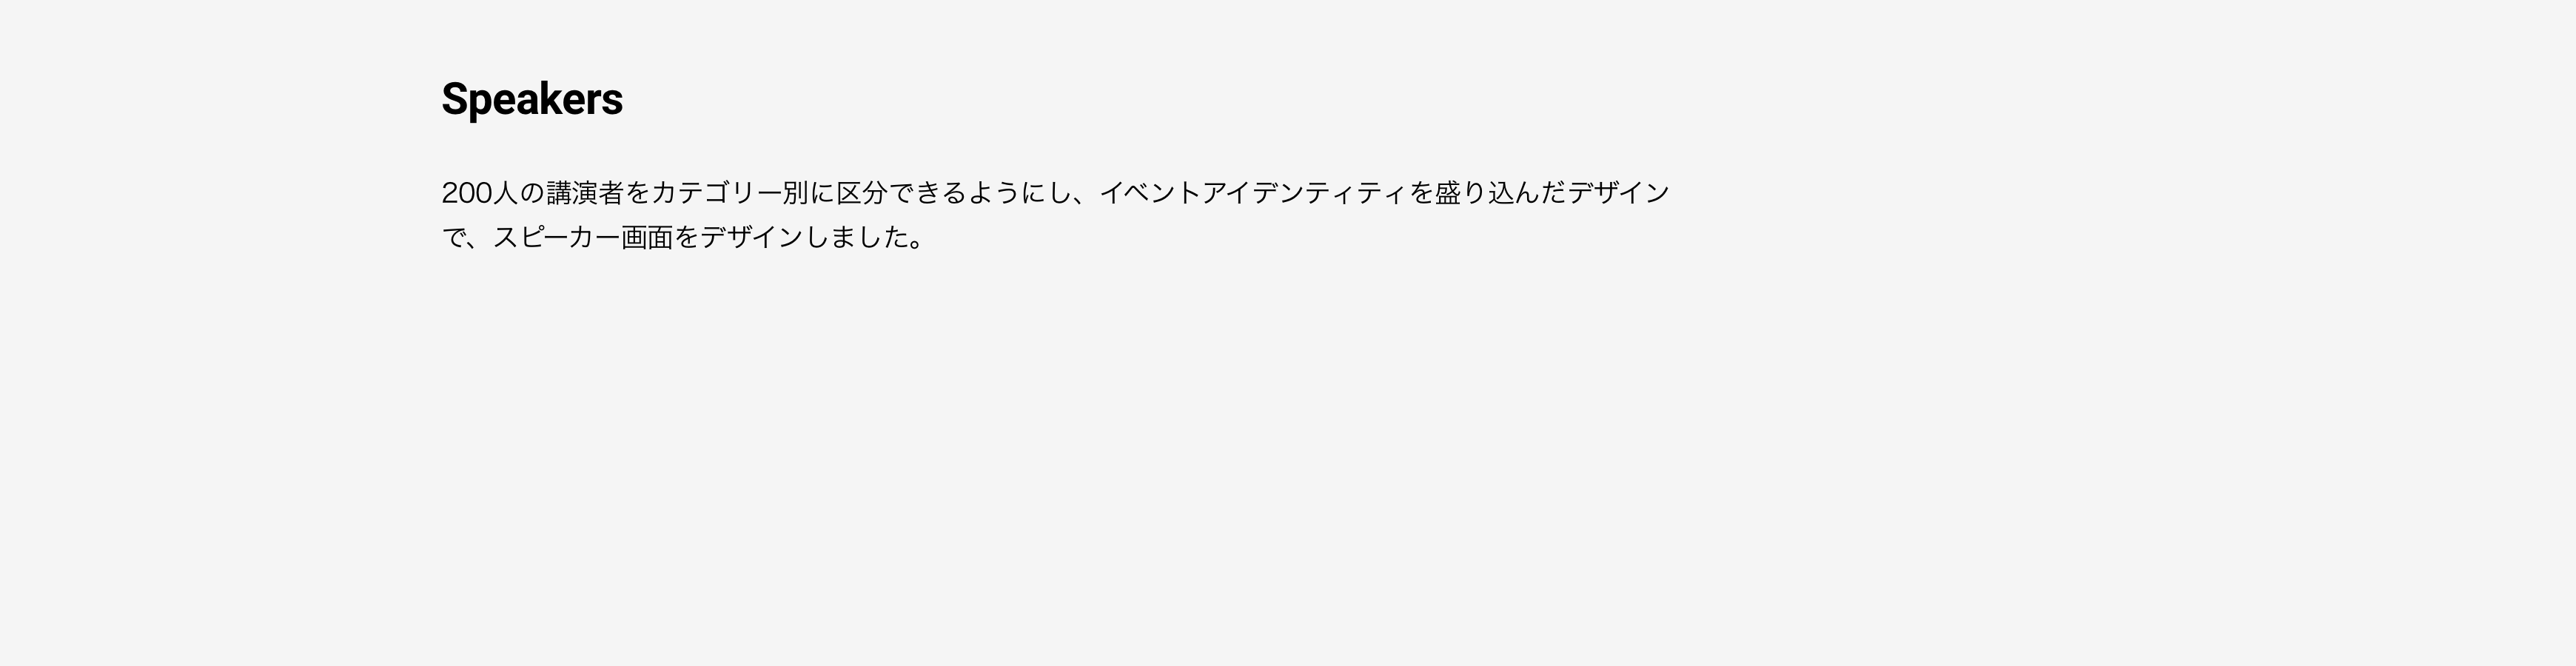 Speakers
200人の講演者をカテゴリー別に区分できるようにし、イベントアイデンティティを盛り込んだデザイン
で、スピーカー画面をデザインしました。